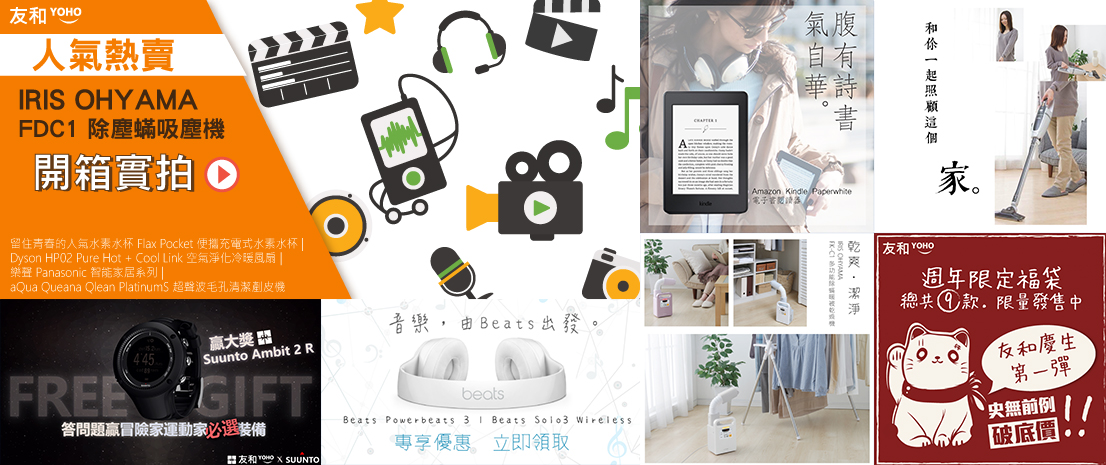 友和 YOHO
人氣熱賣
IRIS OHYAMA
FDC1 除塵蟎吸塵機
開箱實拍
留住青春的人氣水素水杯 Flax Pocket 便攜充電式水素水杯 |
Dyson HP02 Pure Hot + Cool Link 空氣淨化冷暖風扇 |
樂聲 Panasonic 智能家居系列 |
aQua Queana Qlean PlatinumS 超聲波毛孔清潔剷皮機
腹有詩書
氣自華。
CHAPTER I
kindle
Amazon Kindle Paperwhite
電子書閱讀器
和你一起照顧這個
家。
贏大獎
Suunto Ambit 2 R
FREE GIFT
4'45
答問題贏冒險家運動家必選裝備
友和 YOHO X SUUNTO
音樂，由Beats出發。
beats
Beats Powerbeats 3 | Beats Solo3 Wireless
專享優惠 立即領取
乾爽·潔淨
IRIS OHYAMA
FK-C1 多功能除蟎暖被乾燥機
友和 YOHO
週年限定福袋
總共9款．限量發售中
友和慶生
第一彈
史無前例
破底價!!